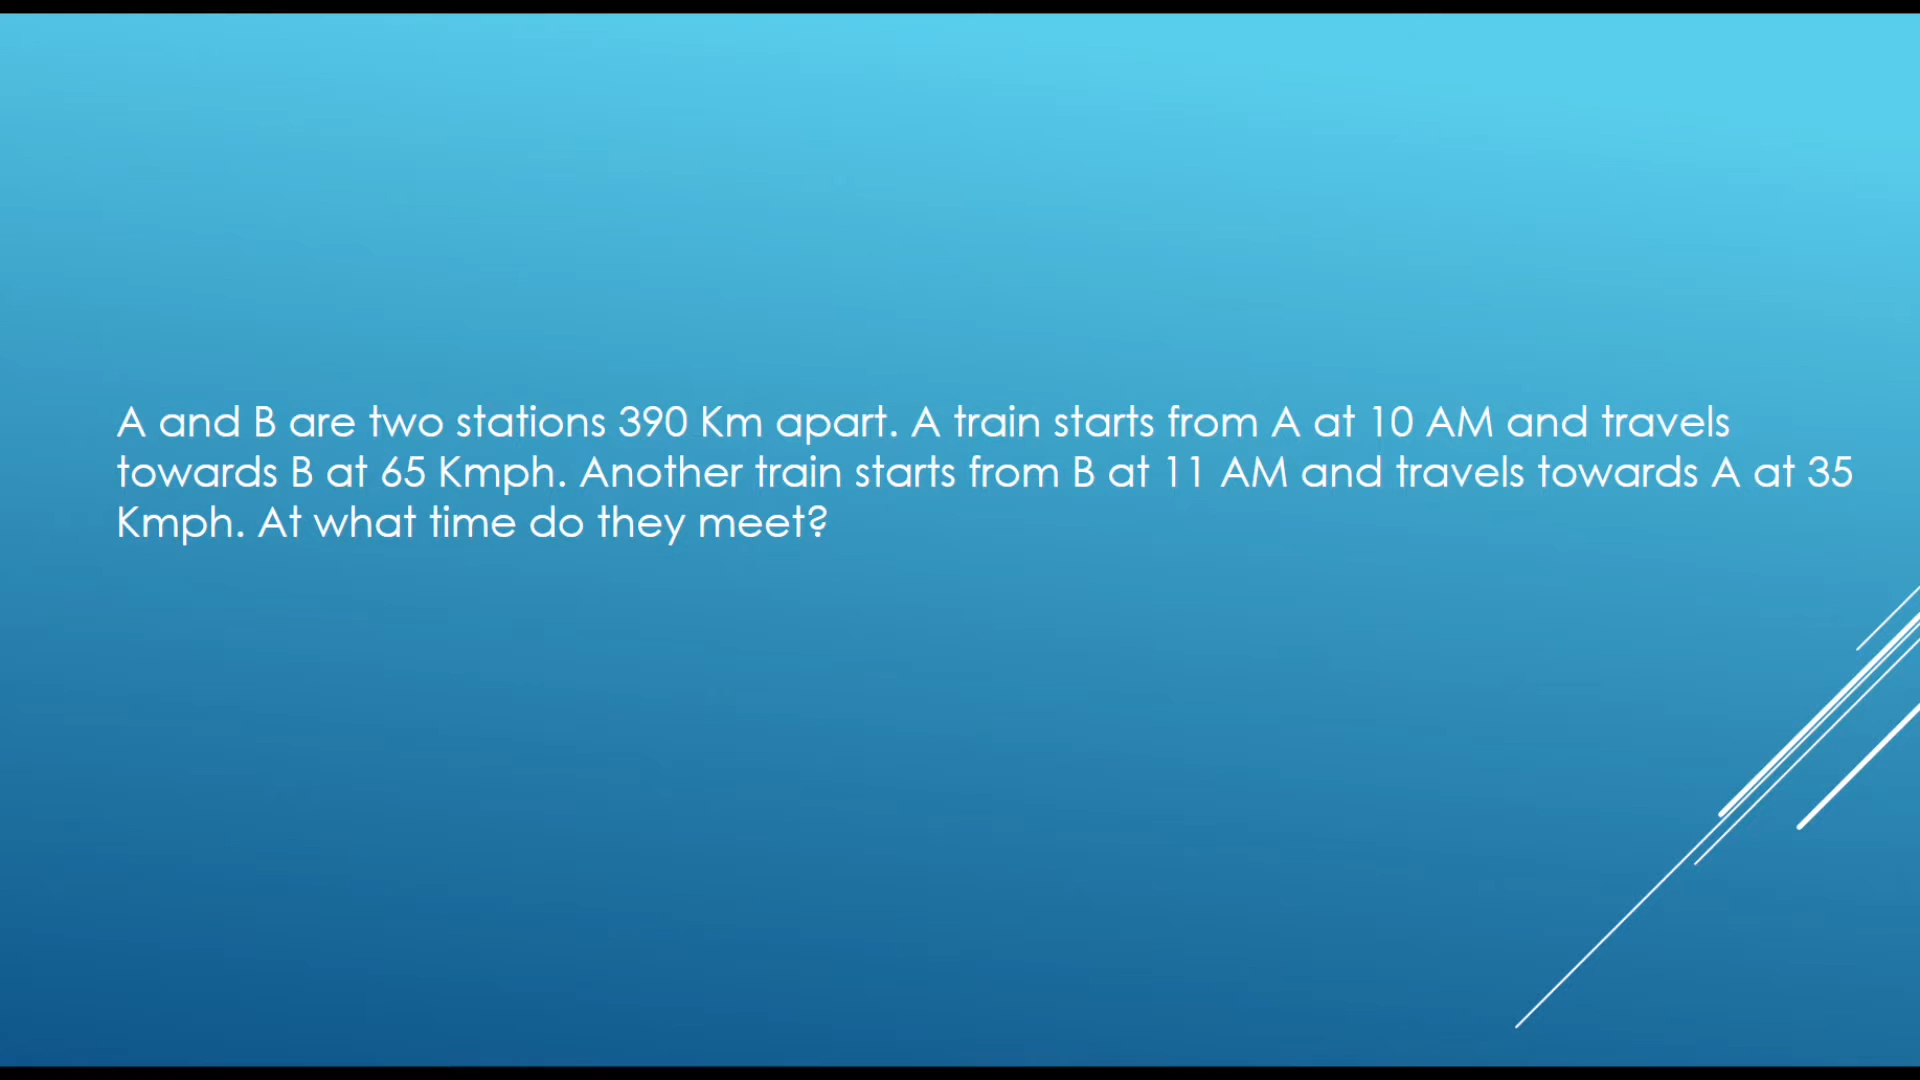 A and B are two stations 390 Km apart. A train starts from A at 10 AM and travels
towards B at 65 Kmph. Another train starts from B at 11 AM and travels towards A at 35
Kmph. At what time do they meet?